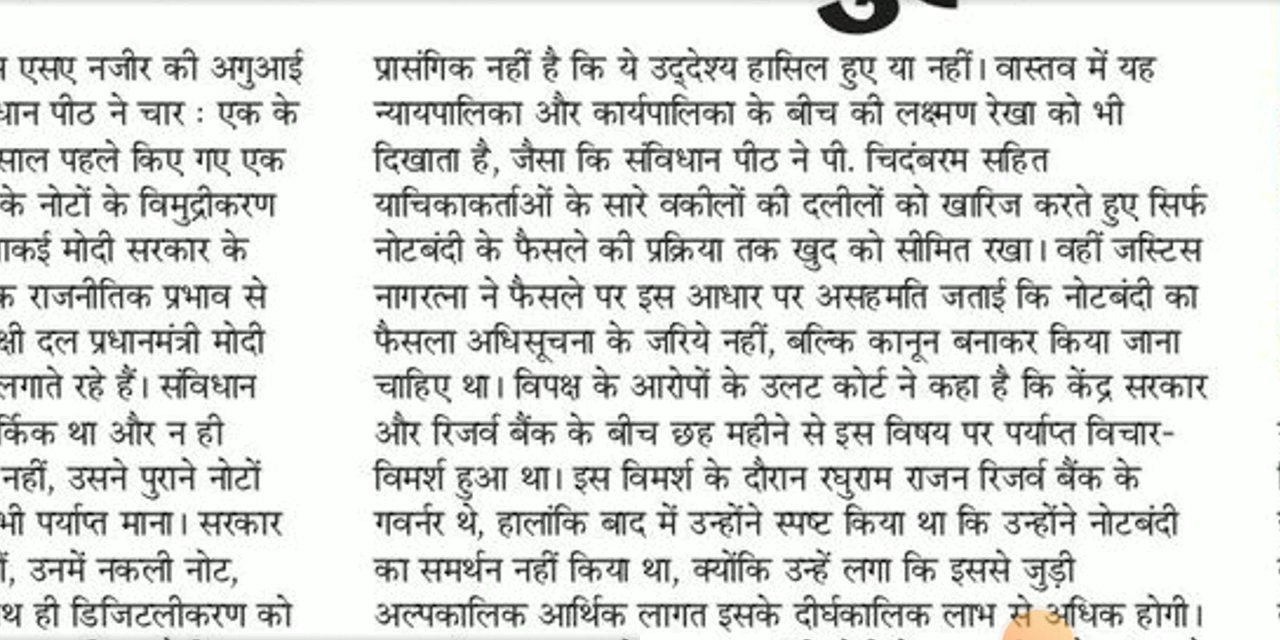 एसए नजीर की अगुआई
पीठ ने चार : एक के
साल पहले किए गए एक
के नोटों के विमुद्रीकरण
मोदी सरकार के
राजनीतिक प्रभाव से
दल प्रधानमंत्री मोदी
लगाते रहे हैं। संविधान
था और न ही
नहीं, उसने पुराने नोटों
भी पर्याप्त माना। सरकार
उनमें नकली नोट,
ही डिजिटलीकरण को
प्रासंगिक नहीं है कि ये उद्देश्य हासिल हुए या नहीं। वास्तव में यह
न्यायपालिका और कार्यपालिका के बीच की लक्ष्मण रेखा को भी
दिखाता है, जैसा कि संविधान पीठ ने पी. चिदंबरम सहित
याचिकाकर्ताओं के सारे वकीलों की दलीलों को खारिज करते हुए सिर्फ
नोटबंदी के फैसले की प्रक्रिया तक खुद को सीमित रखा। वहीं जस्टिस
नागरत्ना ने फैसले पर इस आधार पर असहमति जताई कि नोटबंदी का
फैसला अधिसूचना के जरिये नहीं, बल्कि कानून बनाकर किया जाना
चाहिए था। विपक्ष के आरोपों के उलट कोर्ट ने कहा है कि केंद्र सरकार
और रिजर्व बैंक के बीच छह महीने से इस विषय पर पर्याप्त विचार-
विमर्श हुआ था। इस विमर्श के दौरान रघुराम राजन रिजर्व बैंक के
गवर्नर थे, हालांकि बाद में उन्होंने स्पष्ट किया था कि उन्होंने नोटबंदी
का समर्थन नहीं किया था, क्योंकि उन्हें लगा कि इससे जुड़ी
अल्पकालिक आर्थिक लागत इसके दीर्घकालिक लाभ से अधिक होगी।